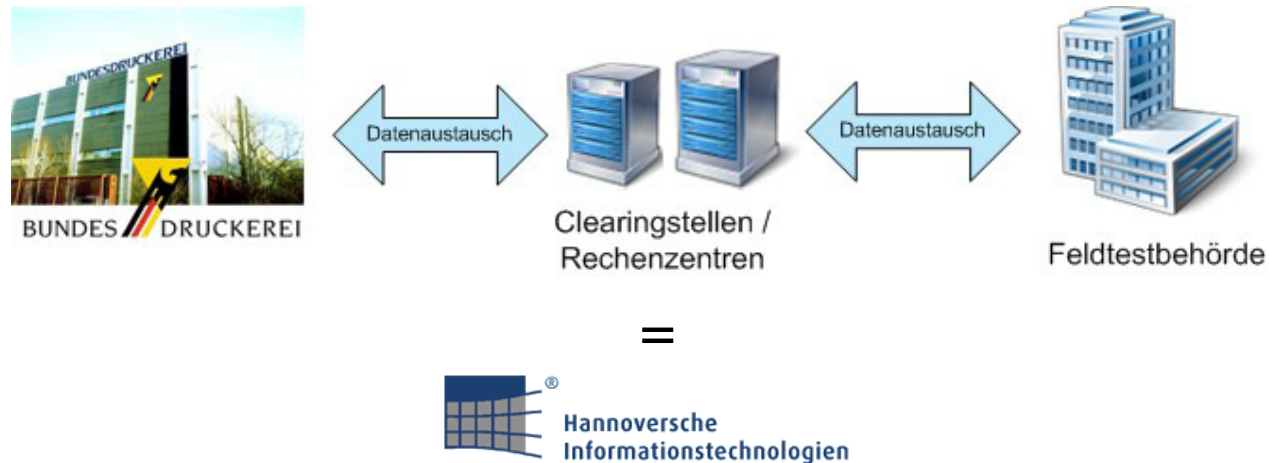 BUNDESDRUCKEREI
BUNDES DRUCKEREI
Datenaustausch
Clearingstellen /
Rechenzentren
Datenaustausch
Feldtestbehörde
=
®
Hannoversche
Informationstechnologien